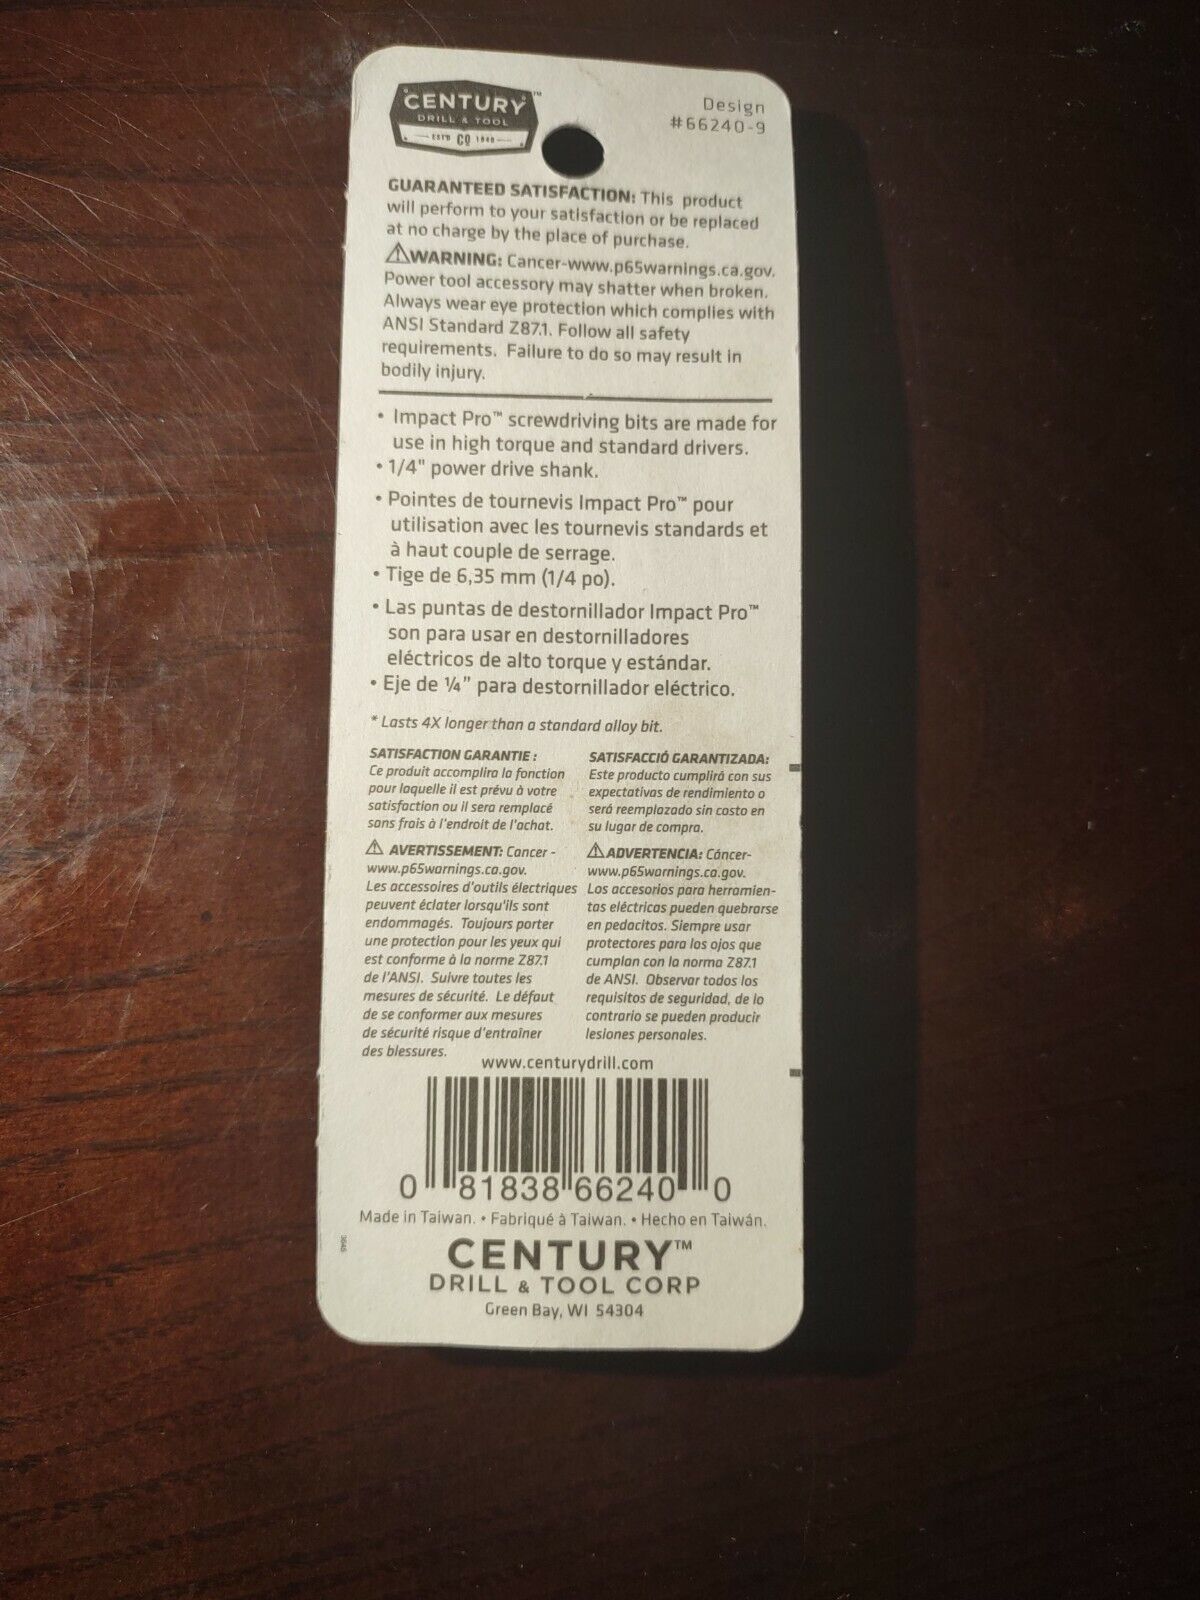 CENTURY™
DRILL & TOOL
ESTD CO 1940
Design
#66240-9
GUARANTEED SATISFACTION: This product
will perform to your satisfaction or be replaced
at no charge by the place of purchase.
⚠WARNING: Cancer-www.p65warnings.ca.gov.
Power tool accessory may shatter when broken.
Always wear eye protection which complies with
ANSI Standard Z87.1. Follow all safety
requirements. Failure to do so may result in
bodily injury.
• Impact Pro™ screwdriving bits are made for
use in high torque and standard drivers.
• 1/4" power drive shank.
• Pointes de tournevis Impact Pro™ pour
utilisation avec les tournevis standards et
à haut couple de serrage.
• Tige de 6,35 mm (1/4 po).
• Las puntas de destornillador Impact Pro™
son para usar en destornilladores
eléctricos de alto torque y estándar.
• Eje de ¼” para destornillador eléctrico.
* Lasts 4X longer than a standard alloy bit.
SATISFACTION GARANTIE :
Ce produit accomplira la fonction
pour laquelle il est prévu à votre
satisfaction ou il sera remplacé
sans frais à l'endroit de l'achat.
⚠ AVERTISSEMENT: Cancer -
www.p65warnings.ca.gov.
Les accessoires d'outils électriques
peuvent éclater lorsqu'ils sont
endommagés. Toujours porter
une protection pour les yeux qui
est conforme à la norme Z87.1
de l'ANSI. Suivre toutes les
mesures de sécurité. Le défaut
de se conformer aux mesures
de sécurité risque d'entraîner
des blessures.
SATISFACCIÓ GARANTIZADA:
Este producto cumplirá con sus
expectativas de rendimiento o
será reemplazado sin costo en
su lugar de compra.
⚠ADVERTENCIA: Cáncer-
www.p65warnings.ca.gov.
Los accesorios para herramien-
tas eléctricas pueden quebrarse
en pedacitos. Siempre usar
protectores para los ojos que
cumplan con la norma Z87.1
de ANSI. Observar todos los
requisitos de seguridad, de lo
contrario se pueden producir
lesiones personales.
www.centurydrill.com
0 81838 66240 0
Made in Taiwan. • Fabriqué à Taiwan. • Hecho en Taiwán.
CENTURY™
DRILL & TOOL CORP
Green Bay, WI 54304